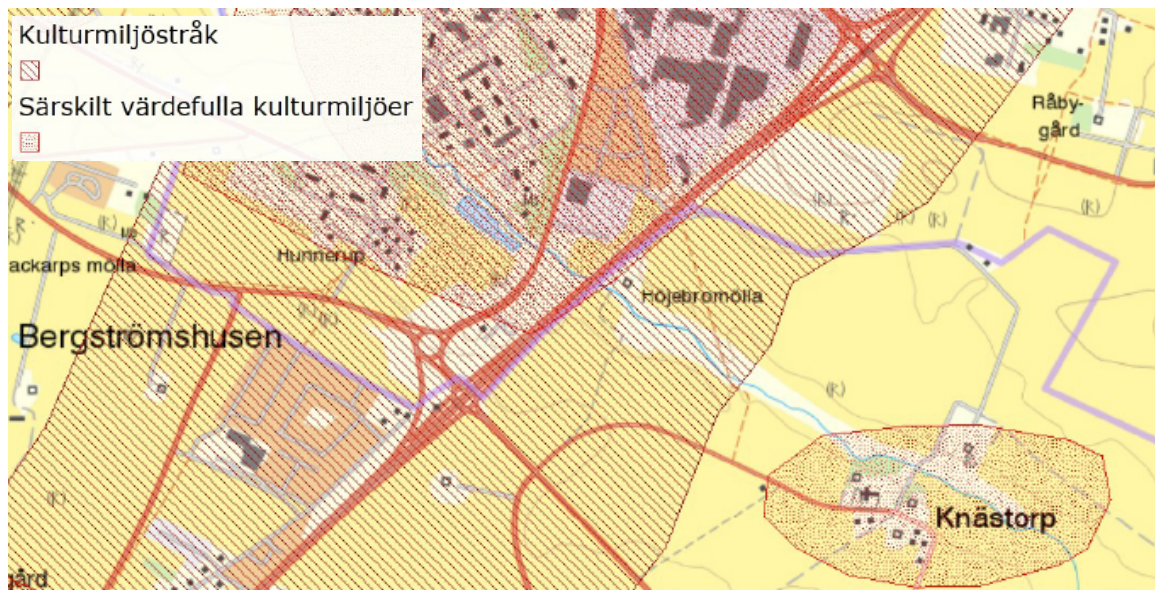 Kulturmiljöstråk
Särskilt värdefulla kulturmiljöer
Råby-
gård
(R)
(R)
(R)
(R)
(R)
ackarps mölla
Hunnerup
Höjebromölla
Bergströmshusen
(R)
(R)
Knästorp
gård